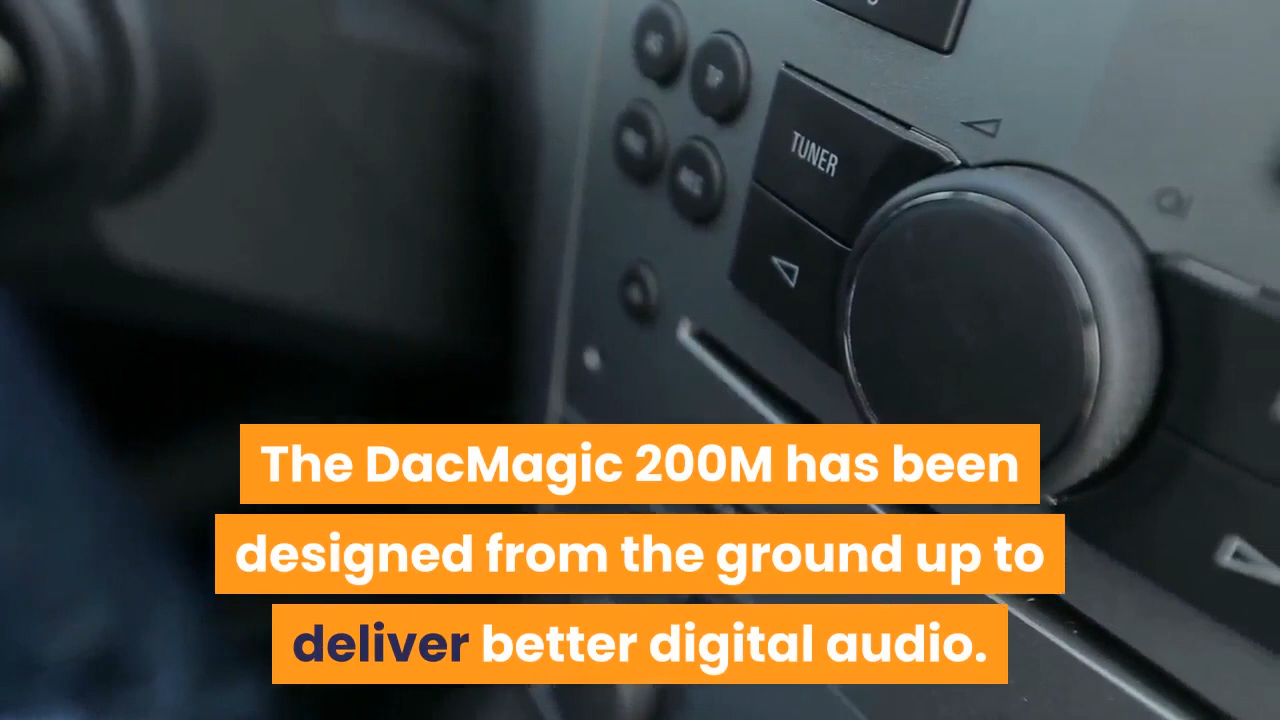 TUNER
The DacMagic 200M has been
designed from the ground up to
deliver better digital audio.